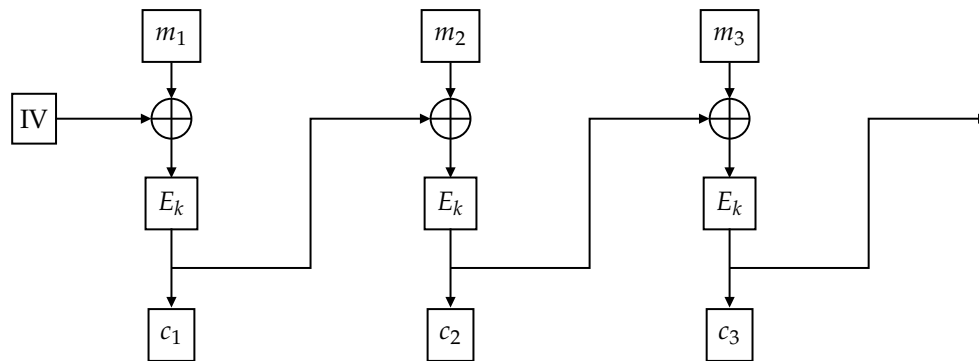 m₁ m₂ m₃
IV
Eₖ Eₖ Eₖ
c₁ c₂ c₃